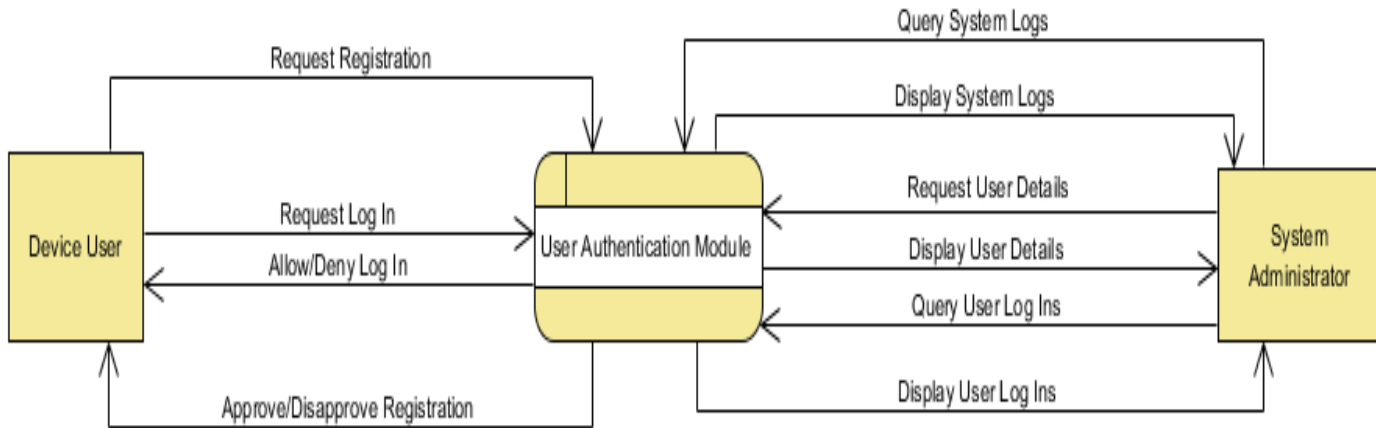 Query System Logs
Request Registration
Display System Logs
Request User Details
Request Log In
Device User
User Authentication Module
Display User Details
System
Administrator
Allow/Deny Log In
Query User Log Ins
Display User Log Ins
Approve/Disapprove Registration